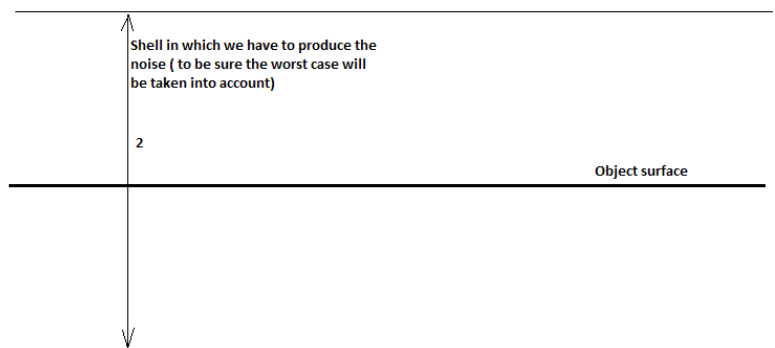 Shell in which we have to produce the
noise ( to be sure the worst case will
be taken into account)
2
Object surface